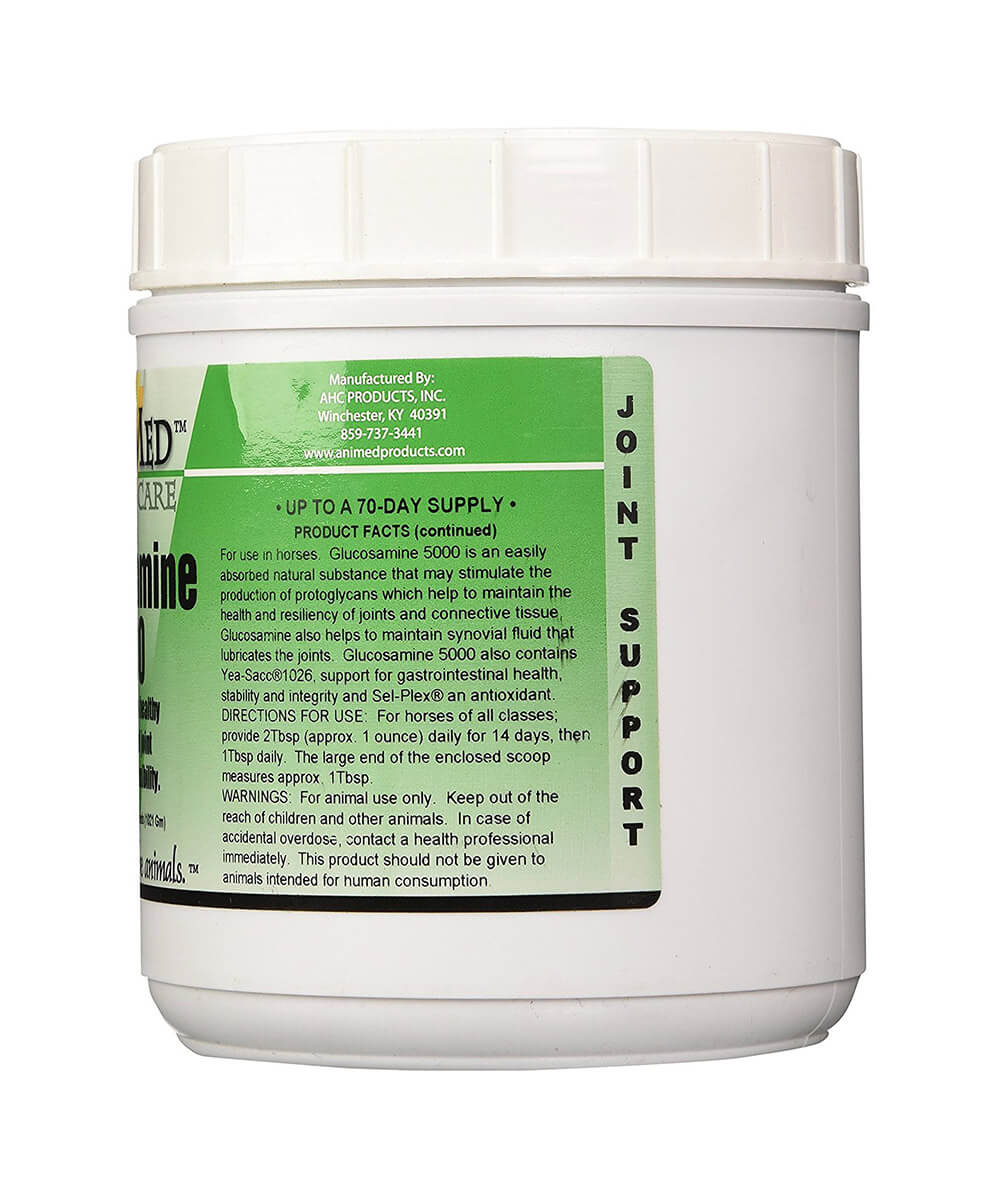 MED™
CARE
mine
0
ealthy
joint
ibility.
animals.™
Manufactured By:
AHC PRODUCTS, INC.
Winchester, KY 40391
859-737-3441
www.animedproducts.com
• UP TO A 70-DAY SUPPLY •
PRODUCT FACTS (continued)
For use in horses. Glucosamine 5000 is an easily
absorbed natural substance that may stimulate the
production of protoglycans which help to maintain the
health and resiliency of joints and connective tissue,
Glucosamine also helps to maintain synovial fluid that
lubricates the joints. Glucosamine 5000 also contains
Yea-Sacc®1026, support for gastrointestinal health,
stability and integrity and Sel-Plex® an antioxidant.
DIRECTIONS FOR USE: For horses of all classes;
provide 2Tbsp (approx. 1 ounce) daily for 14 days, then
1Tbsp daily. The large end of the enclosed scoop
measures approx. 1Tbsp.
WARNINGS: For animal use only. Keep out of the
reach of children and other animals. In case of
accidental overdose, contact a health professional
immediately. This product should not be given to
animals intended for human consumption.
JOINT SUPPORT